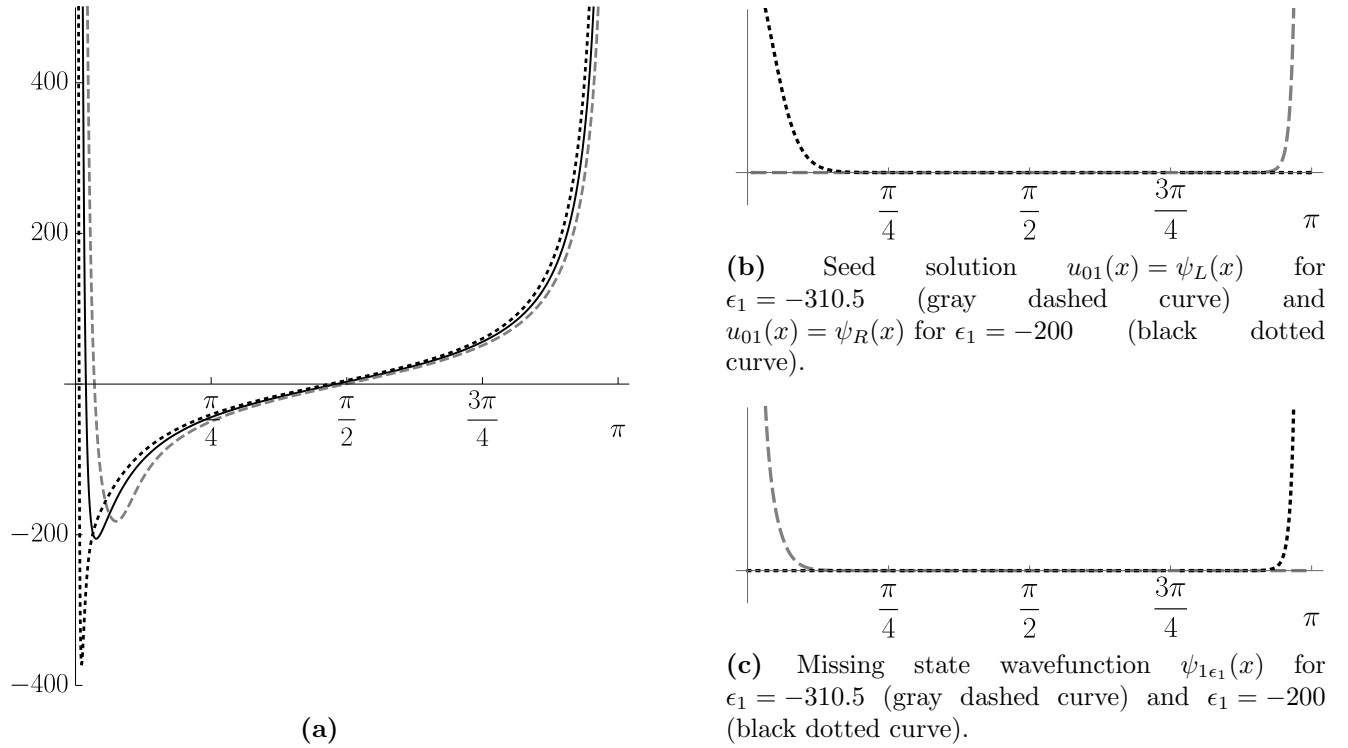 400
200
−200
−400
π
4
π
2
3π
4
π
(a)
π
4
π
2
3π
4
π
(b) Seed solution u₀₁(x) = ψ_L(x) for
ϵ₁ = −310.5 (gray dashed curve) and
u₀₁(x) = ψ_R(x) for ϵ₁ = −200 (black dotted
curve).
π
4
π
2
3π
4
π
(c) Missing state wavefunction ψ₁ϵ₁(x) for
ϵ₁ = −310.5 (gray dashed curve) and ϵ₁ = −200
(black dotted curve).